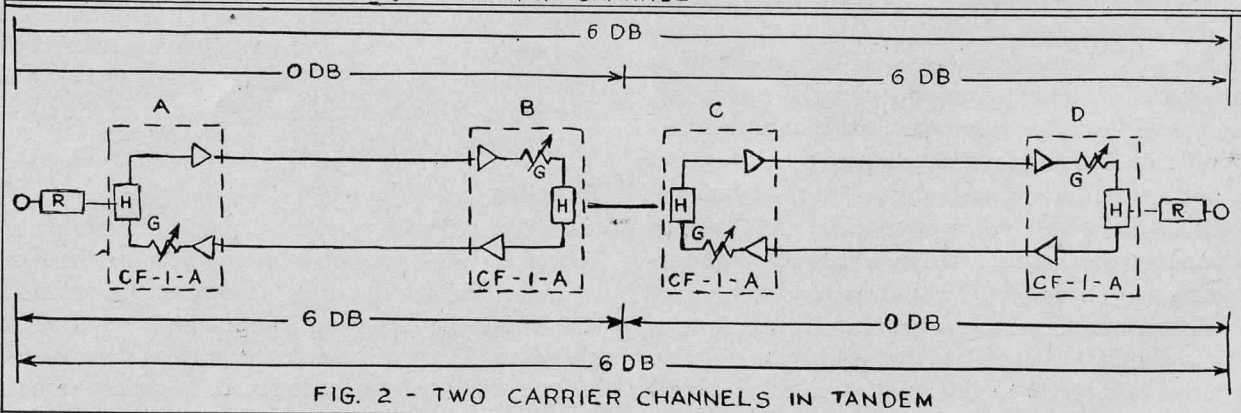 6 DB
0 DB 6 DB
A B C D
G G
R H H H H R
G G
CF-1-A CF-1-A CF-1-A CF-1-A
6 DB 0 DB
6 DB
FIG. 2 - TWO CARRIER CHANNELS IN TANDEM